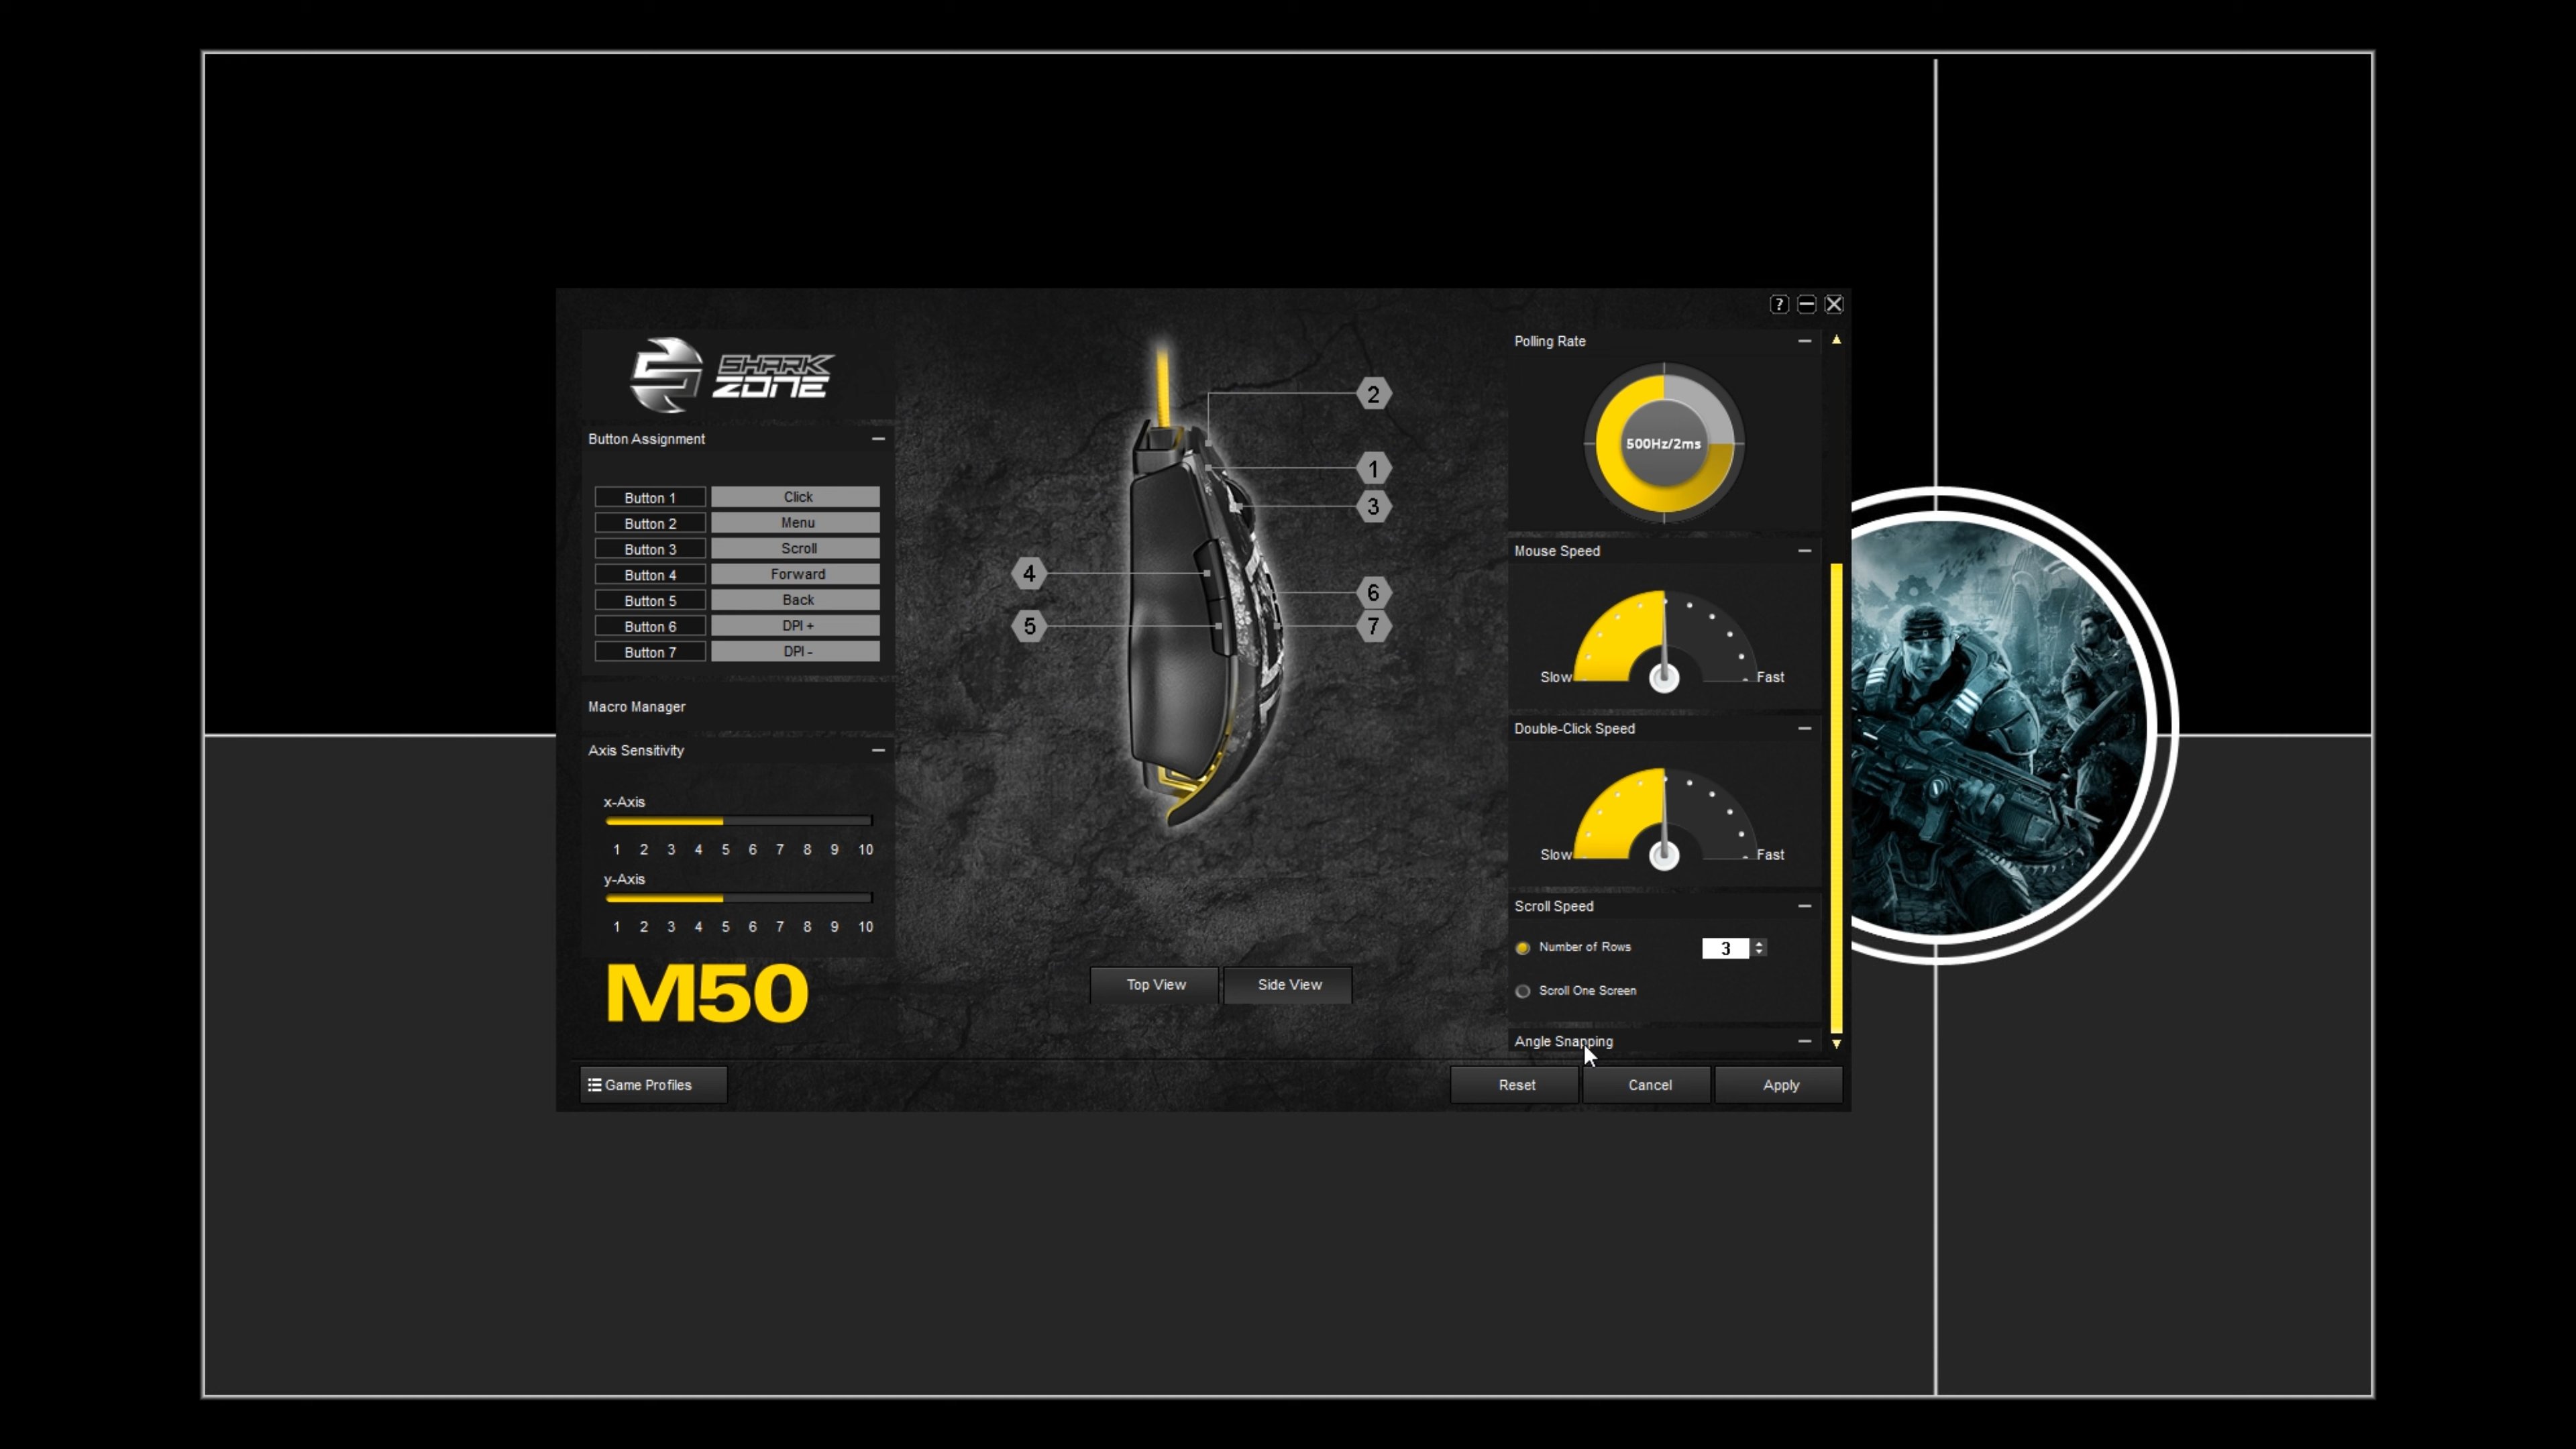 ?
SHARK
ZONE
Button Assignment
Button 1 Click
Button 2 Menu
Button 3 Scroll
Button 4 Forward
Button 5 Back
Button 6 DPI +
Button 7 DPI -
Macro Manager
Axis Sensitivity
x-Axis
1 2 3 4 5 6 7 8 9 10
y-Axis
1 2 3 4 5 6 7 8 9 10
M50
Game Profiles
2
1
3
4
6
5
7
Top View Side View
Polling Rate
500Hz/2ms
Mouse Speed
Slow Fast
Double-Click Speed
Slow Fast
Scroll Speed
Number of Rows 3
Scroll One Screen
Angle Snapping
Reset Cancel Apply